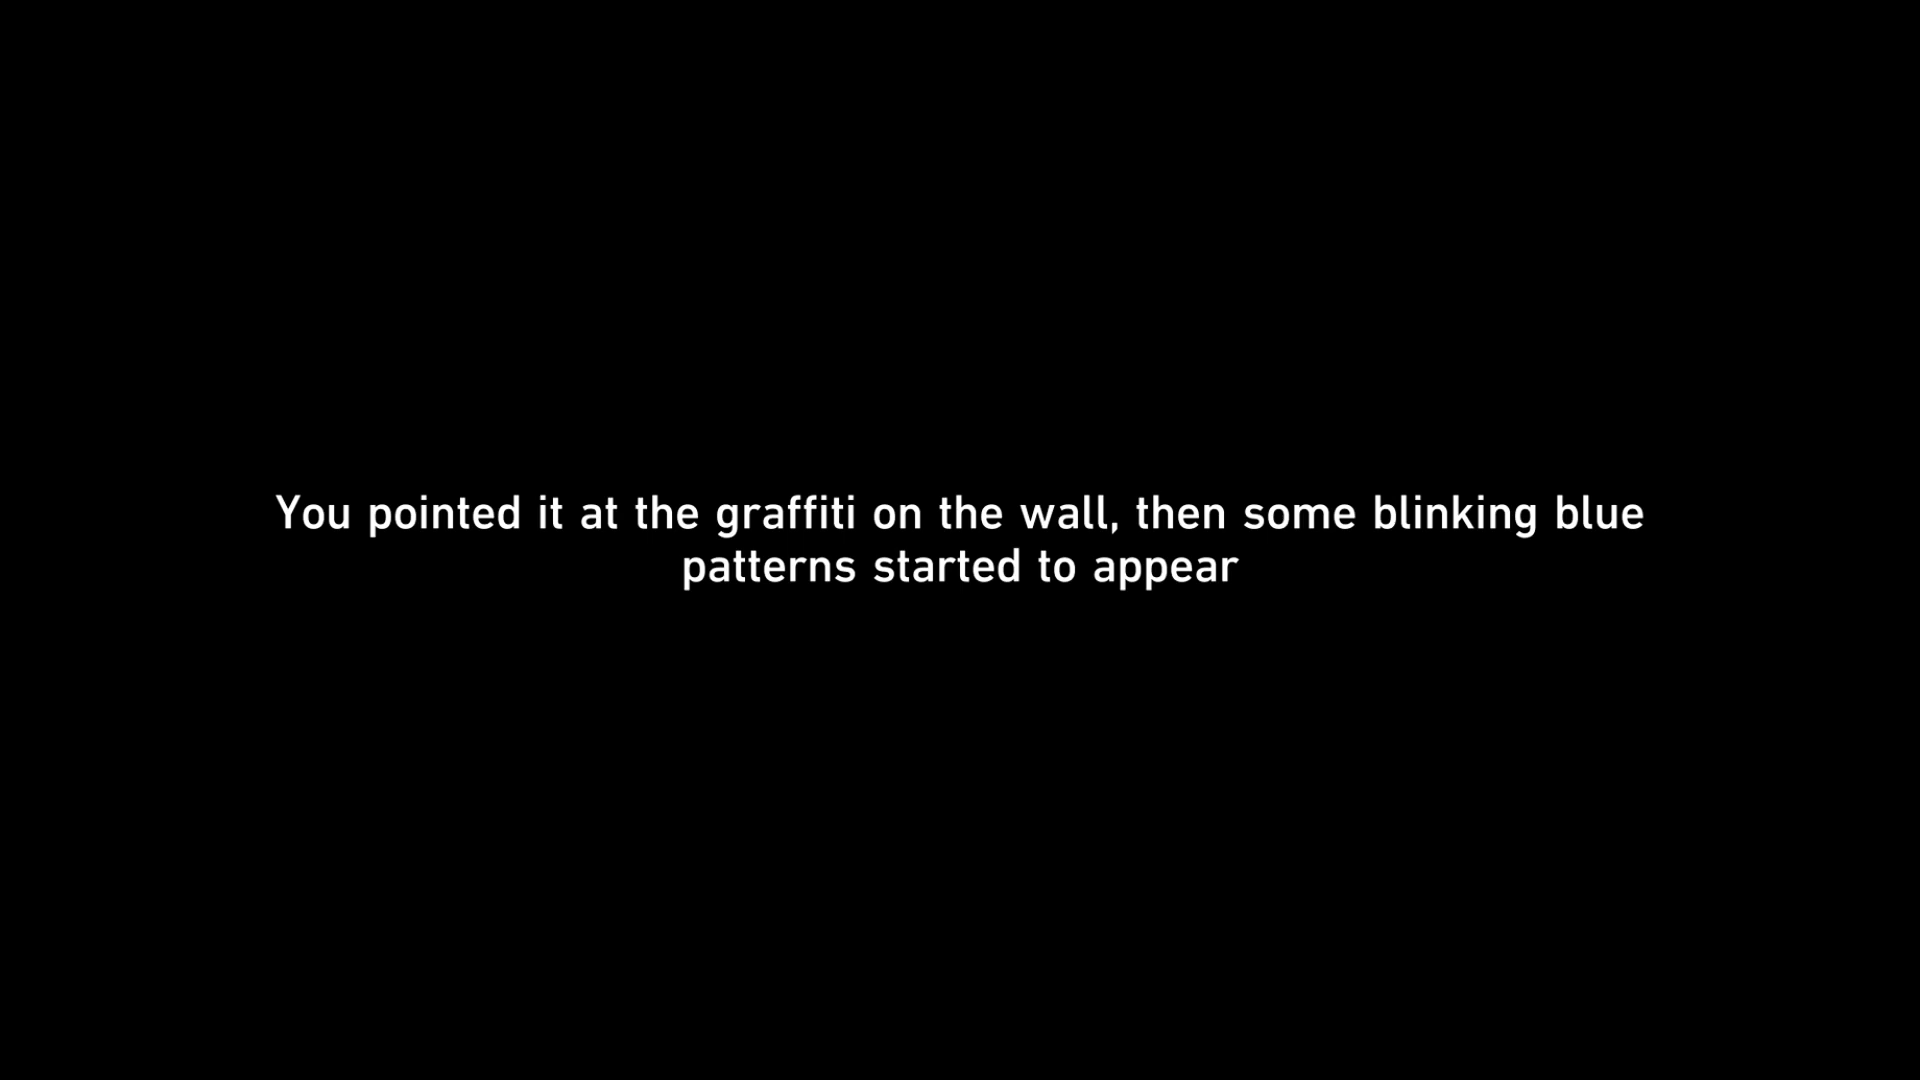 You pointed it at the graffiti on the wall, then some blinking blue
patterns started to appear